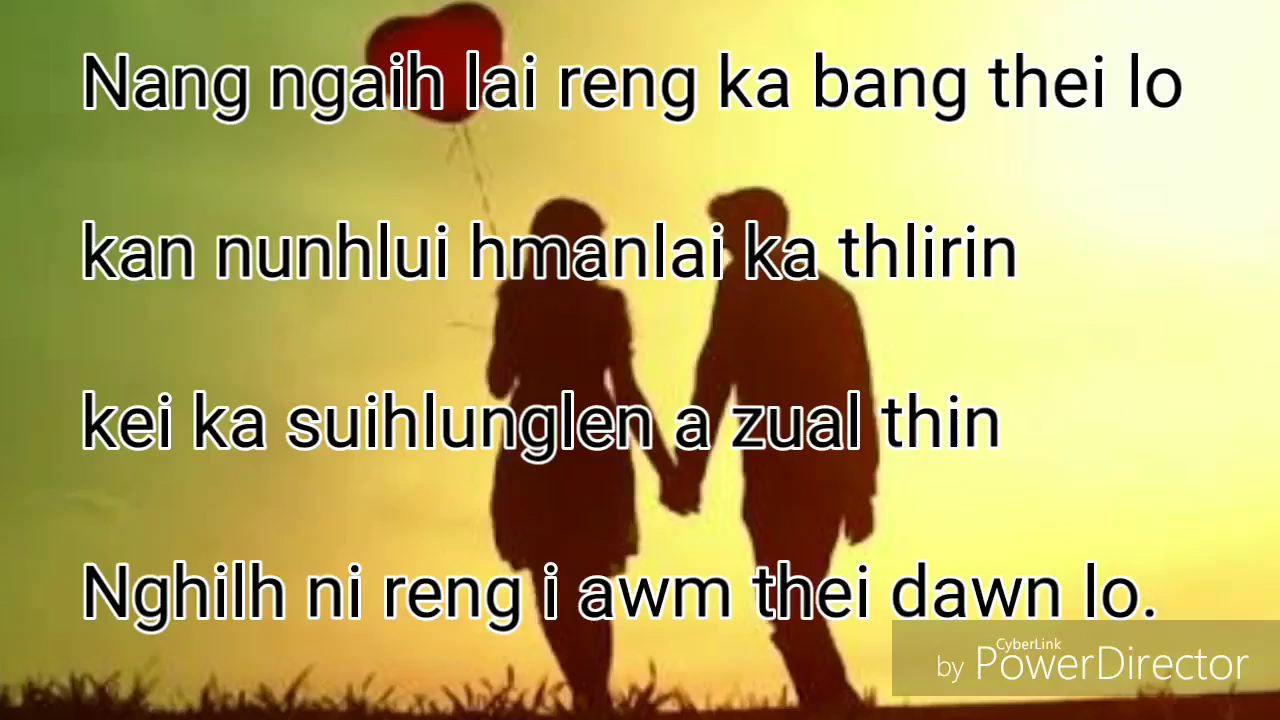 Nang ngaih lai reng ka bang thei lo
kan nunhlui hmanlai ka thlirin
kei ka suihlunglen a zual thin
Nghilh ni reng i awm thei dawn lo.
by CyberLink PowerDirector